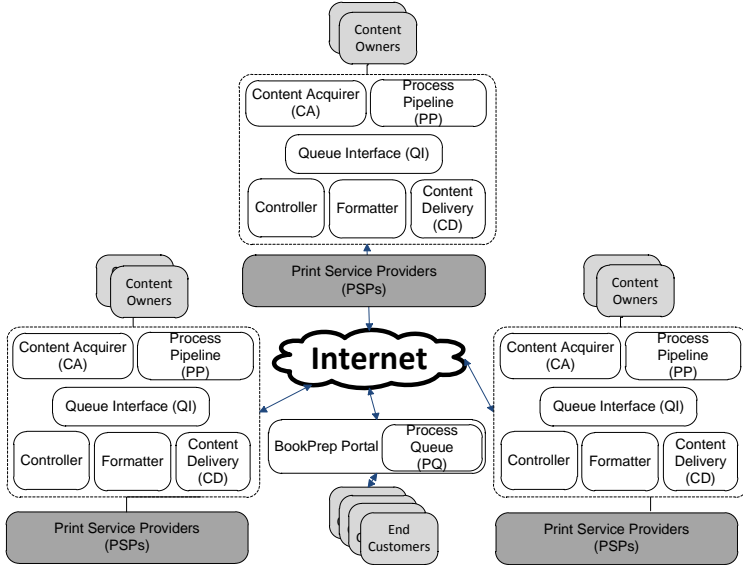 Content
Owners
Content Acquirer
(CA)
Process
Pipeline
(PP)
Queue Interface (QI)
Controller
Formatter
Content
Delivery
(CD)
Print Service Providers
(PSPs)
Content
Owners
Content Acquirer
(CA)
Process
Pipeline
(PP)
Queue Interface (QI)
Controller
Formatter
Content
Delivery
(CD)
Print Service Providers
(PSPs)
Internet
BookPrep Portal
Process
Queue
(PQ)
End
Customers
Content
Owners
Content Acquirer
(CA)
Process
Pipeline
(PP)
Queue Interface (QI)
Controller
Formatter
Content
Delivery
(CD)
Print Service Providers
(PSPs)